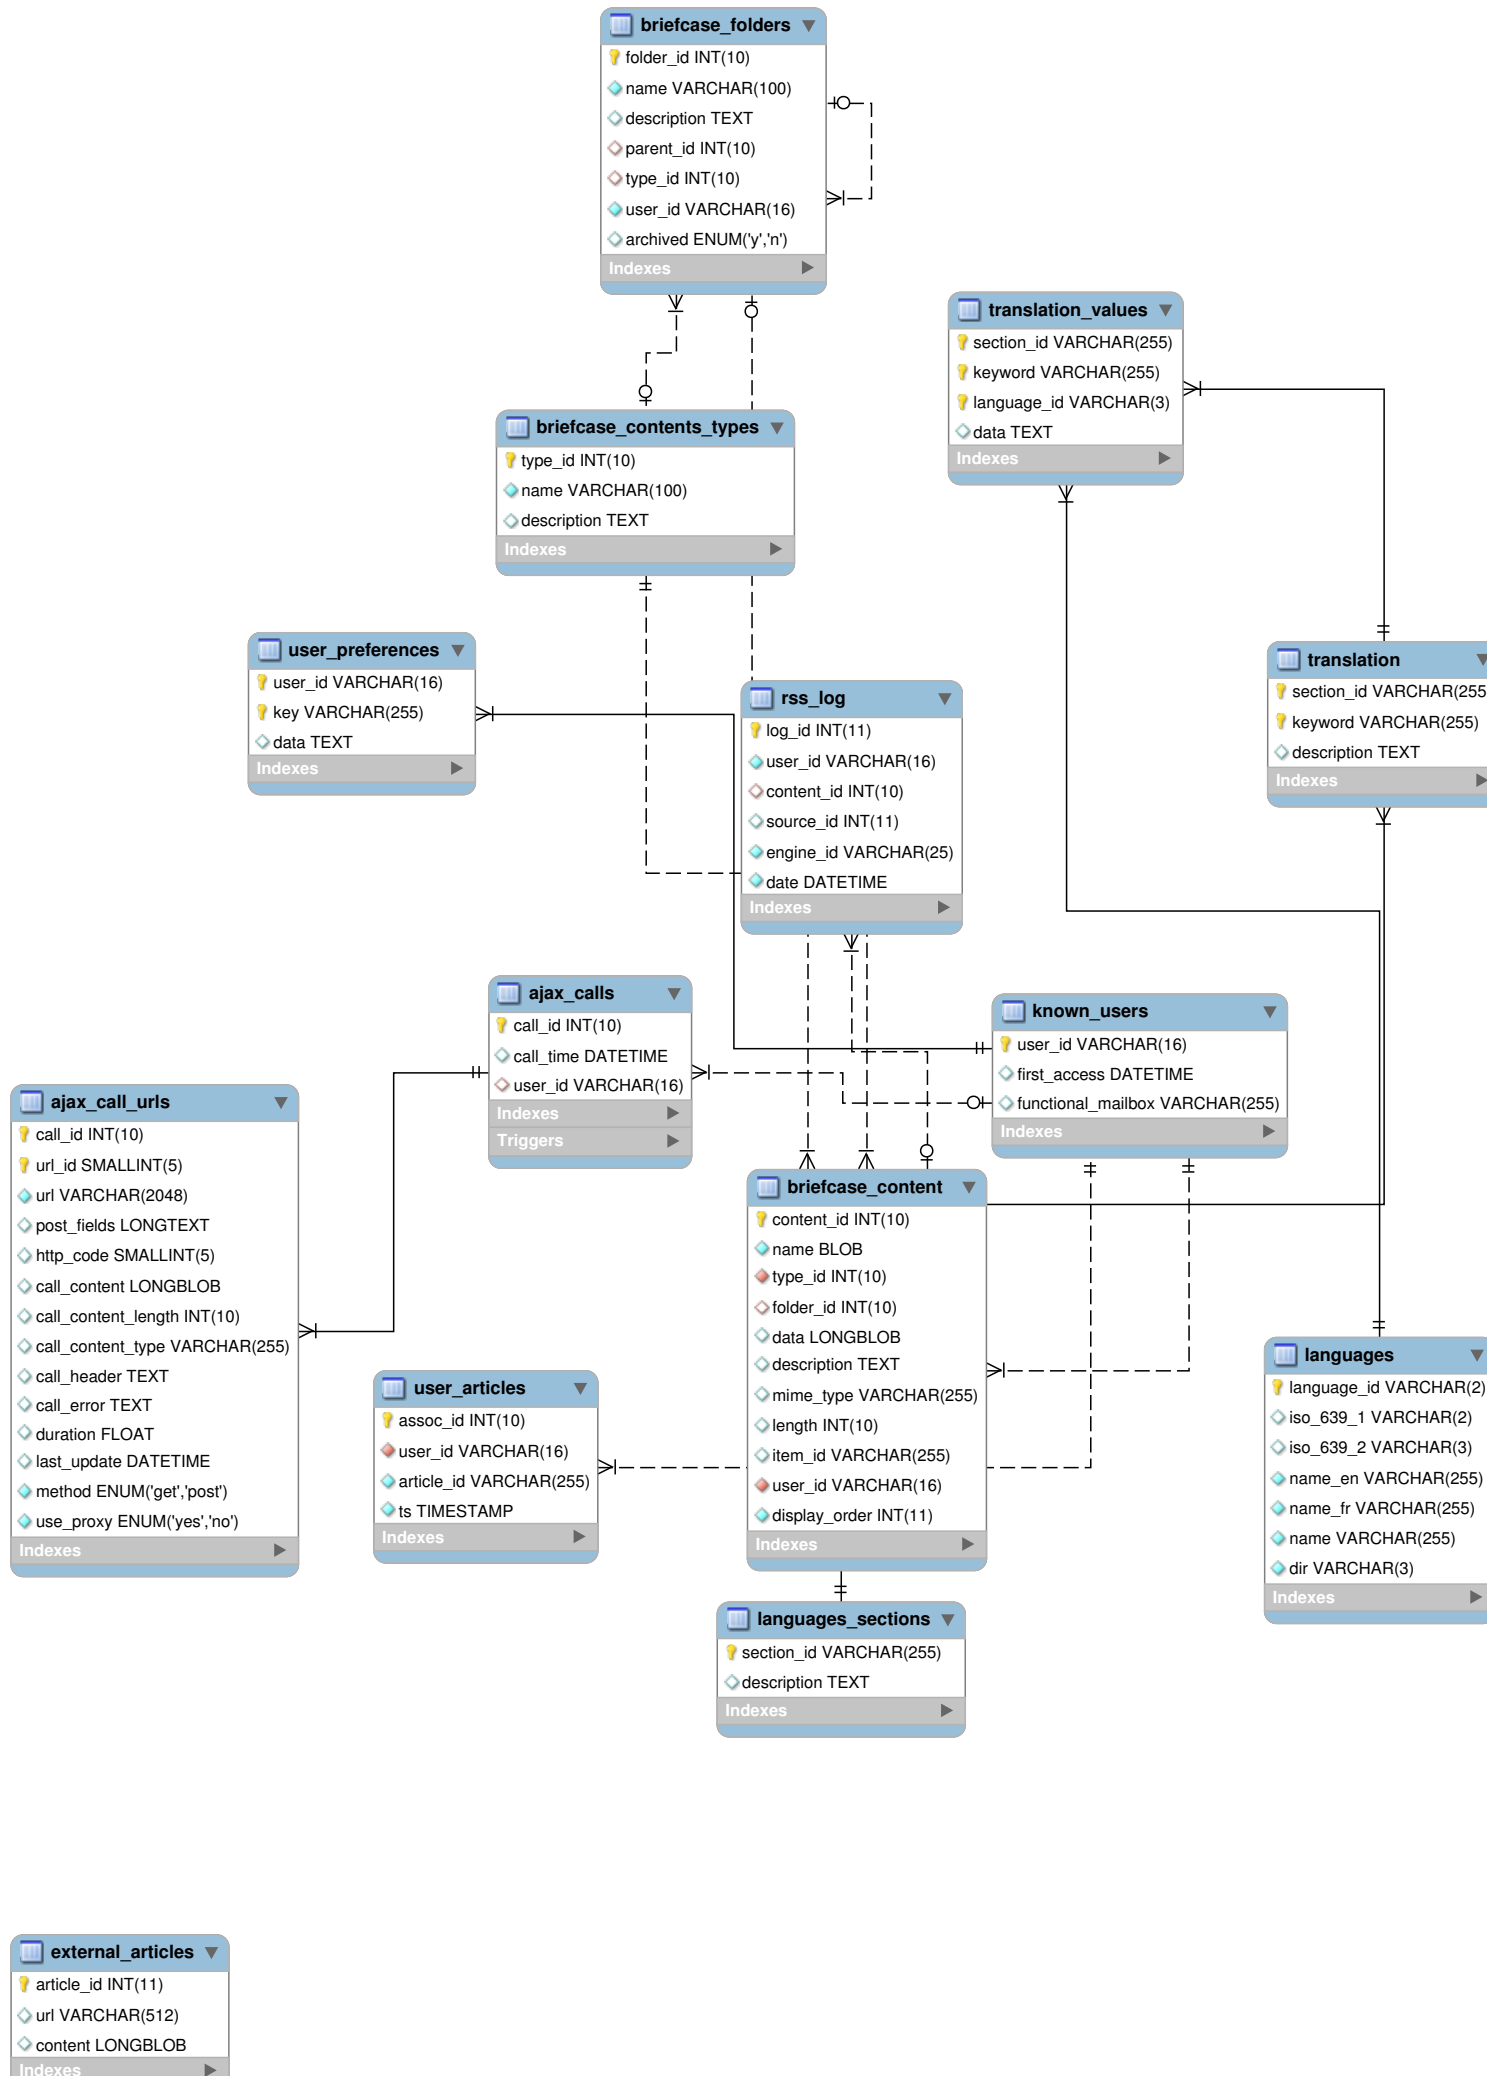 briefcase_folders
folder_id INT(10)
name VARCHAR(100)
description TEXT
parent_id INT(10)
type_id INT(10)
user_id VARCHAR(16)
archived ENUM('y','n')
Indexes
translation_values
section_id VARCHAR(255)
keyword VARCHAR(255)
language_id VARCHAR(3)
data TEXT
Indexes
briefcase_contents_types
type_id INT(10)
name VARCHAR(100)
description TEXT
Indexes
user_preferences
user_id VARCHAR(16)
key VARCHAR(255)
data TEXT
Indexes
translation
section_id VARCHAR(255
keyword VARCHAR(255)
description TEXT
Indexes
rss_log
log_id INT(11)
user_id VARCHAR(16)
content_id INT(10)
source_id INT(11)
engine_id VARCHAR(25)
date DATETIME
Indexes
ajax_calls
call_id INT(10)
call_time DATETIME
user_id VARCHAR(16)
Indexes
Triggers
known_users
user_id VARCHAR(16)
first_access DATETIME
functional_mailbox VARCHAR(255)
Indexes
ajax_call_urls
call_id INT(10)
url_id SMALLINT(5)
url VARCHAR(2048)
post_fields LONGTEXT
http_code SMALLINT(5)
call_content LONGBLOB
call_content_length INT(10)
call_content_type VARCHAR(255)
call_header TEXT
call_error TEXT
duration FLOAT
last_update DATETIME
method ENUM('get','post')
use_proxy ENUM('yes','no')
Indexes
briefcase_content
content_id INT(10)
name BLOB
type_id INT(10)
folder_id INT(10)
data LONGBLOB
description TEXT
mime_type VARCHAR(255)
length INT(10)
item_id VARCHAR(255)
user_id VARCHAR(16)
display_order INT(11)
Indexes
user_articles
assoc_id INT(10)
user_id VARCHAR(16)
article_id VARCHAR(255)
ts TIMESTAMP
Indexes
languages
language_id VARCHAR(2)
iso_639_1 VARCHAR(2)
iso_639_2 VARCHAR(3)
name_en VARCHAR(255)
name_fr VARCHAR(255)
name VARCHAR(255)
dir VARCHAR(3)
Indexes
languages_sections
section_id VARCHAR(255)
description TEXT
Indexes
external_articles
article_id INT(11)
url VARCHAR(512)
content LONGBLOB
Indexes